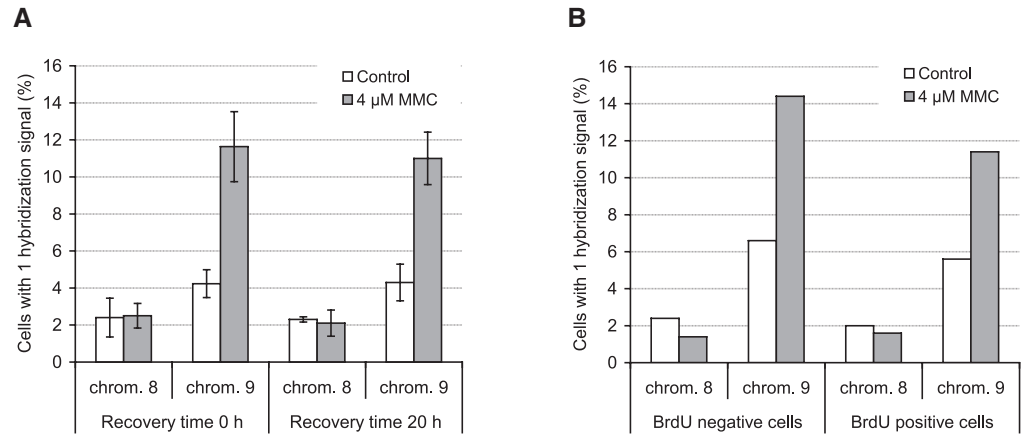 A
Cells with 1 hybridization signal (%)
16
14
12
10
8
6
4
2
0
Control
4 µM MMC
chrom. 8
chrom. 9
chrom. 8
chrom. 9
Recovery time 0 h
Recovery time 20 h
B
Cells with 1 hybridization signal (%)
16
14
12
10
8
6
4
2
0
Control
4 µM MMC
chrom. 8
chrom. 9
chrom. 8
chrom. 9
BrdU negative cells
BrdU positive cells